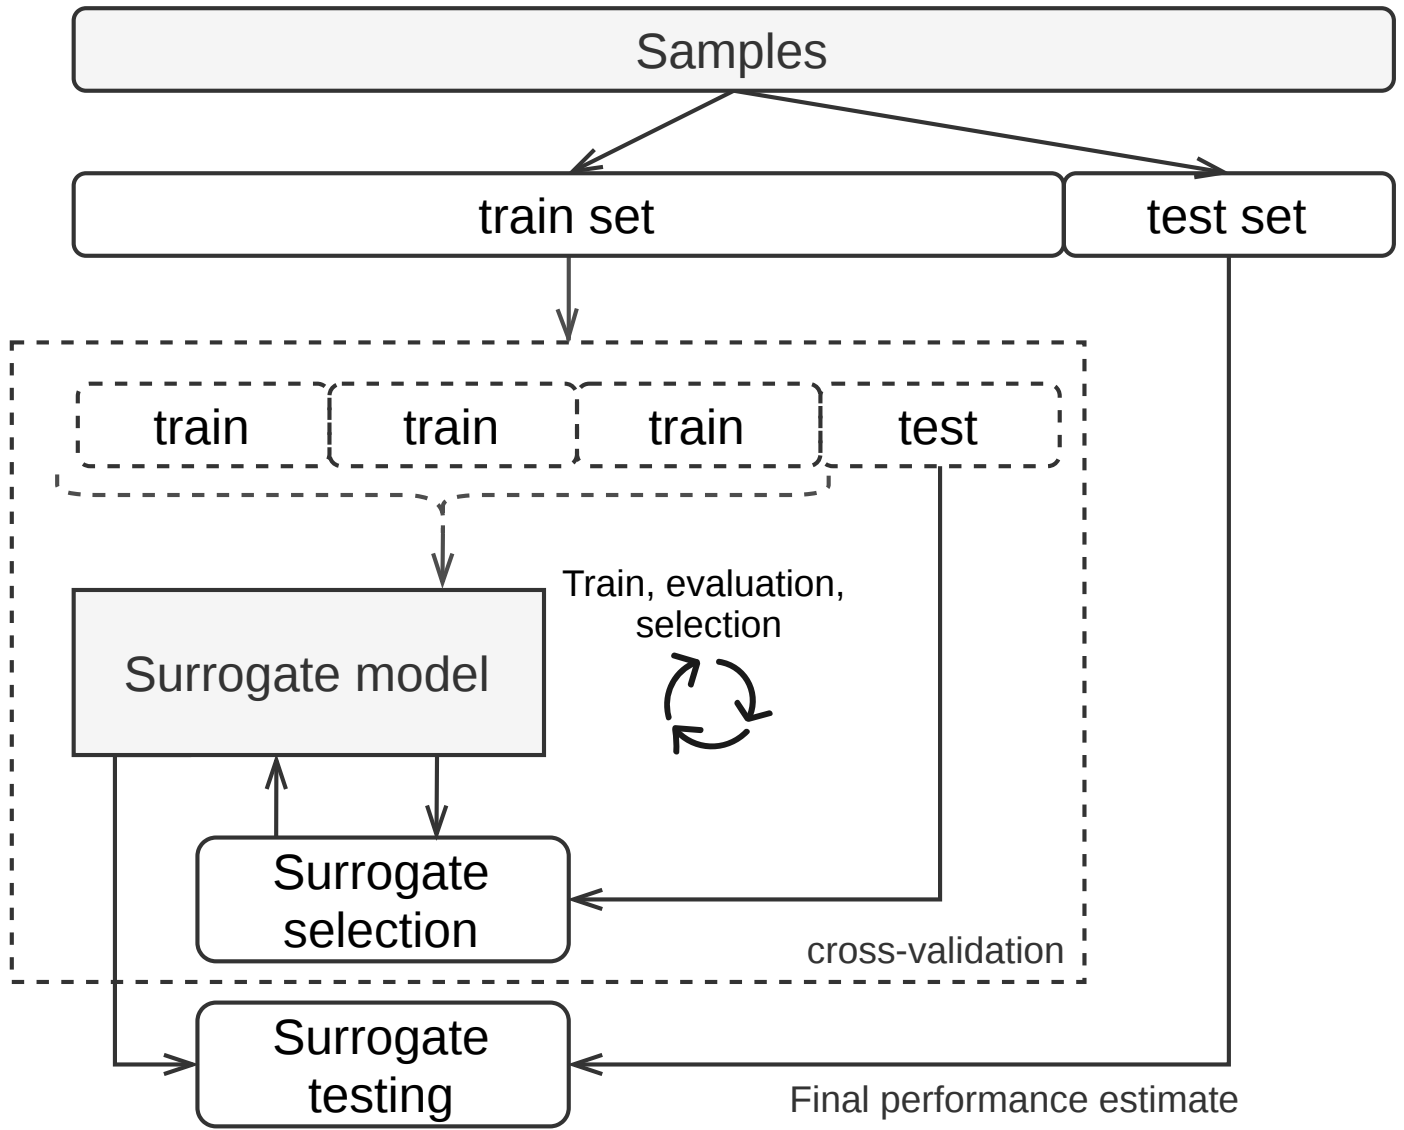 Samples
train set
test set
train
train
train
test
Train, evaluation,
selection
Surrogate model
Surrogate
selection
cross-validation
Surrogate
testing
Final performance estimate